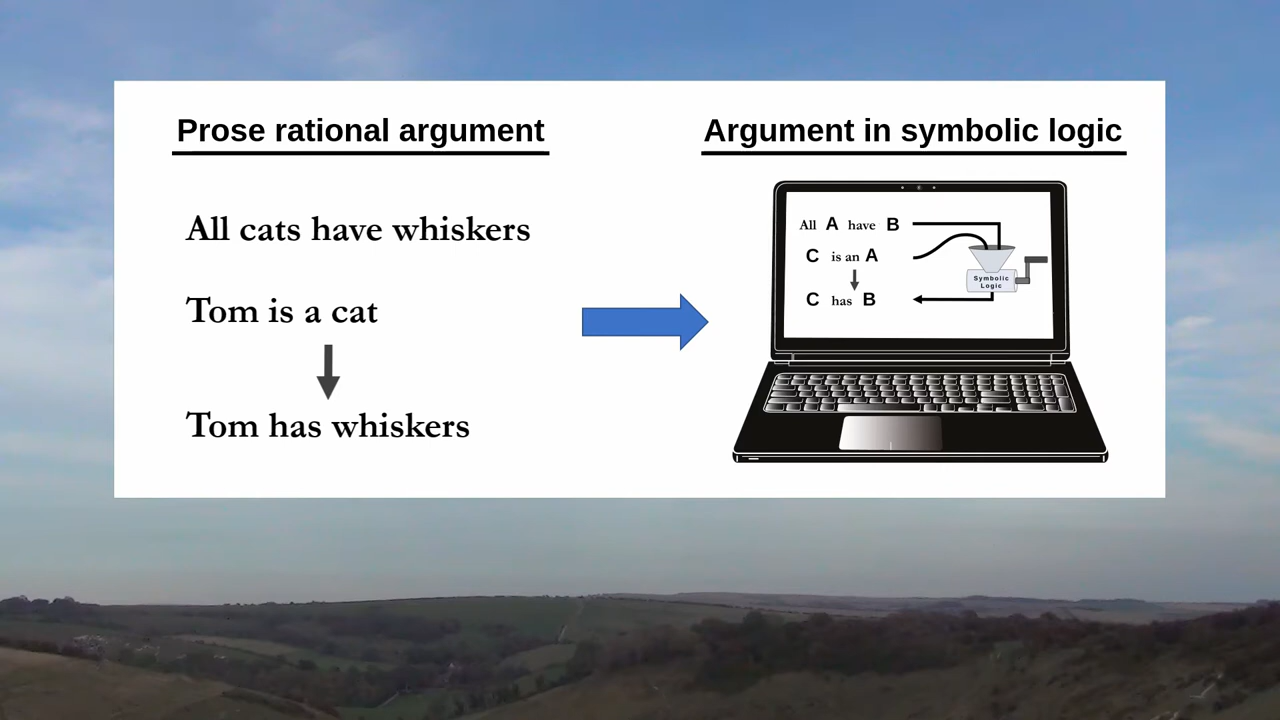 Prose rational argument
All cats have whiskers
Tom is a cat
Tom has whiskers
Argument in symbolic logic
All A have B
C is an A
C has B
Symbolic
Logic